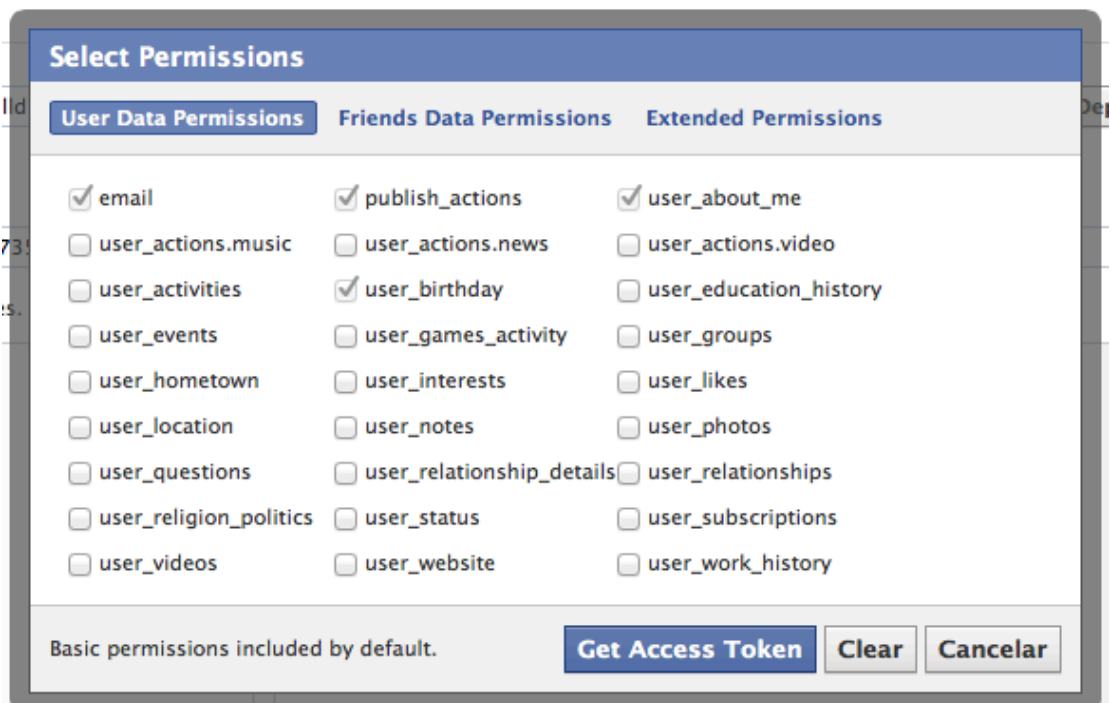 Select Permissions
User Data Permissions Friends Data Permissions Extended Permissions
email publish_actions user_about_me
user_actions.music user_actions.news user_actions.video
user_activities user_birthday user_education_history
user_events user_games_activity user_groups
user_hometown user_interests user_likes
user_location user_notes user_photos
user_questions user_relationship_details user_relationships
user_religion_politics user_status user_subscriptions
user_videos user_website user_work_history
Basic permissions included by default. Get Access Token Clear Cancelar